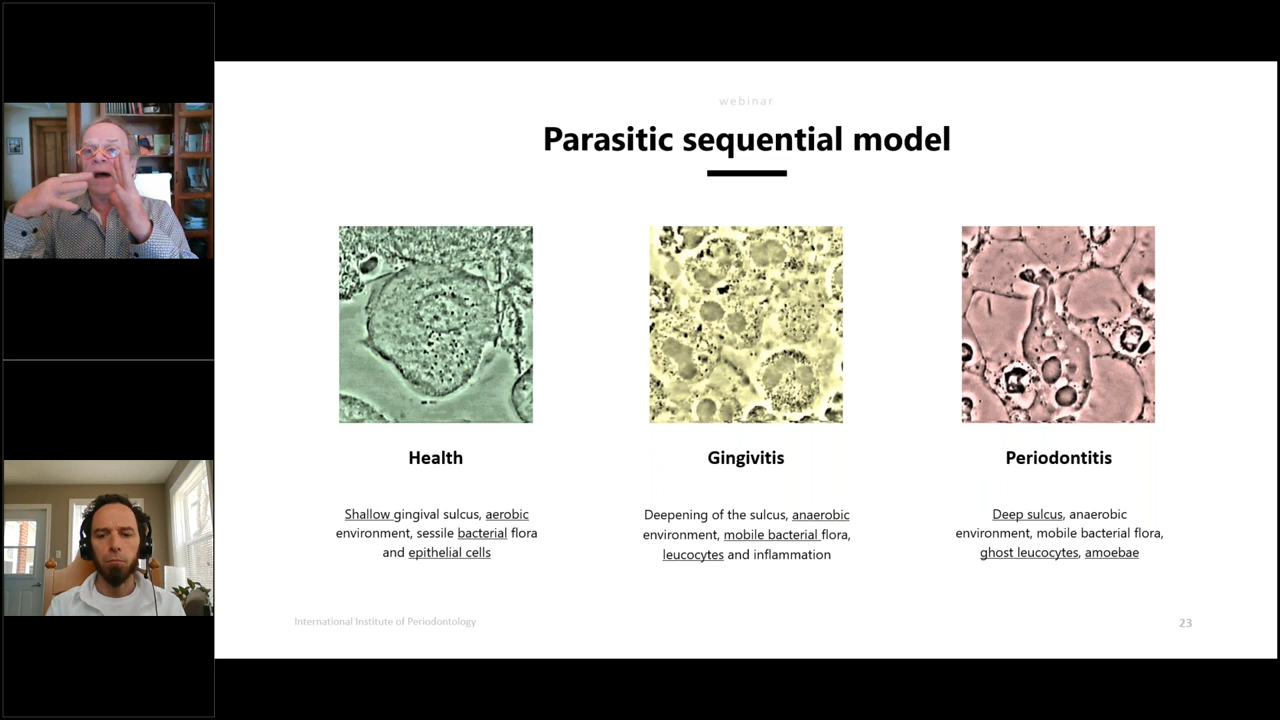 webinar
Parasitic sequential model
Health
Shallow gingival sulcus, aerobic
environment, sessile bacterial flora
and epithelial cells
Gingivitis
Deepening of the sulcus, anaerobic
environment, mobile bacterial flora,
leucocytes and inflammation
Periodontitis
Deep sulcus, anaerobic
environment, mobile bacterial flora,
ghost leucocytes, amoebae
International Institute of Periodontology
23